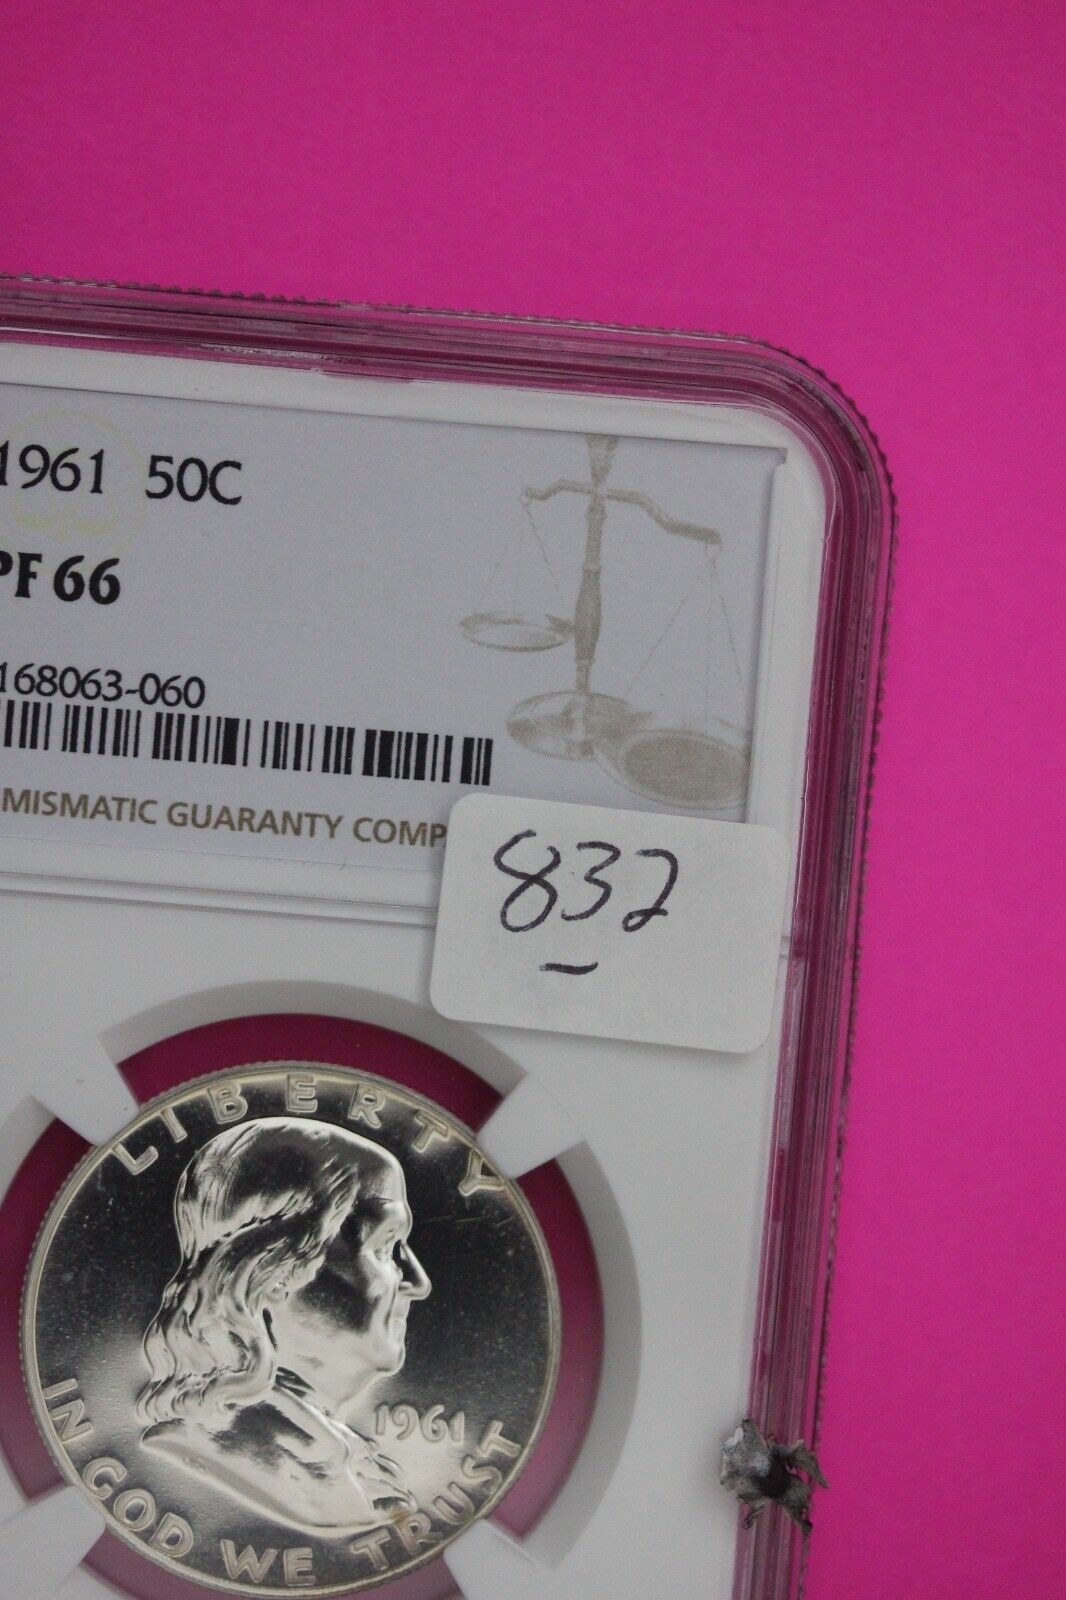 1961 50C
PF 66
168063-060
MISMATIC GUARANTY COMP
832
LIBERTY
1961
IN GOD WE TRUST